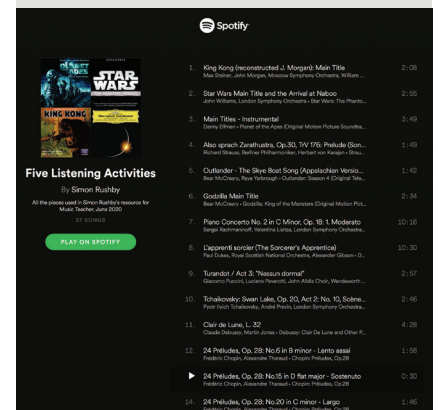 Spotify
PLANET
APES
STAR
WARS
KING KONG
Five Listening Activities
By Simon Rushby
All the pieces used in Simon Rushby's resource for
Music Teacher, June 2020
37 SONGS
PLAY ON SPOTIFY
1. King Kong (reconstructed J. Morgan): Main Title 2:08
Max Steiner, John Morgan, Moscow Symphony Orchestra, William ...
2. Star Wars Main Title and the Arrival at Naboo 2:55
John Williams, London Symphony Orchestra • Star Wars: The Phanto...
3. Main Titles - Instrumental 3:49
Danny Elfman • Planet of the Apes (Original Motion Picture Soundtra...
4. Also sprach Zarathustra, Op.30, TrV 176: Prelude (Son... 1:49
Richard Strauss, Berliner Philharmoniker, Herbert von Karajan • Strau...
5. Outlander - The Skye Boat Song (Appalachian Version) 1:42
Bear McCreary, Raya Yarbrough • Outlander: Season 4 (Original Tele...
6. Godzilla Main Title 2:34
Bear McCreary • Godzilla: King of the Monsters (Original Motion Pict...
7. Piano Concerto No. 2 in C Minor, Op. 18: 1. Moderato 10:16
Sergei Rachmaninoff, Valentina Lisitsa, London Symphony Orchestra...
8. L'apprenti sorcier (The Sorcerer's Apprentice) 10:30
Paul Dukas, Royal Scottish National Orchestra, Alexander Gibson • D...
9. Turandot / Act 3: "Nessun dorma!" 2:57
Giacomo Puccini, Luciano Pavarotti, John Alldis Choir, Wandsworth ...
10. Tchaikovsky: Swan Lake, Op. 20, Act 2: No. 10, Scène... 2:46
Pyotr Ilyich Tchaikovsky, André Previn, London Symphony Orchestra...
11. Clair de Lune, L. 32 4:28
Claude Debussy, Martin Jones • Debussy: Clair De Lune and Other P...
12. 24 Préludes, Op. 28: No.6 in B minor - Lento assai 1:58
Frédéric Chopin, Alexandre Tharaud • Chopin: Préludes, Op.28
24 Préludes, Op. 28: No.15 in D flat major - Sostenuto 0:30
Frédéric Chopin, Alexandre Tharaud • Chopin: Préludes, Op.28
14. 24 Préludes, Op. 28: No.20 in C minor - Largo 1:46
Frédéric Chopin, Alexandre Tharaud • Chopin: Préludes, Op.28